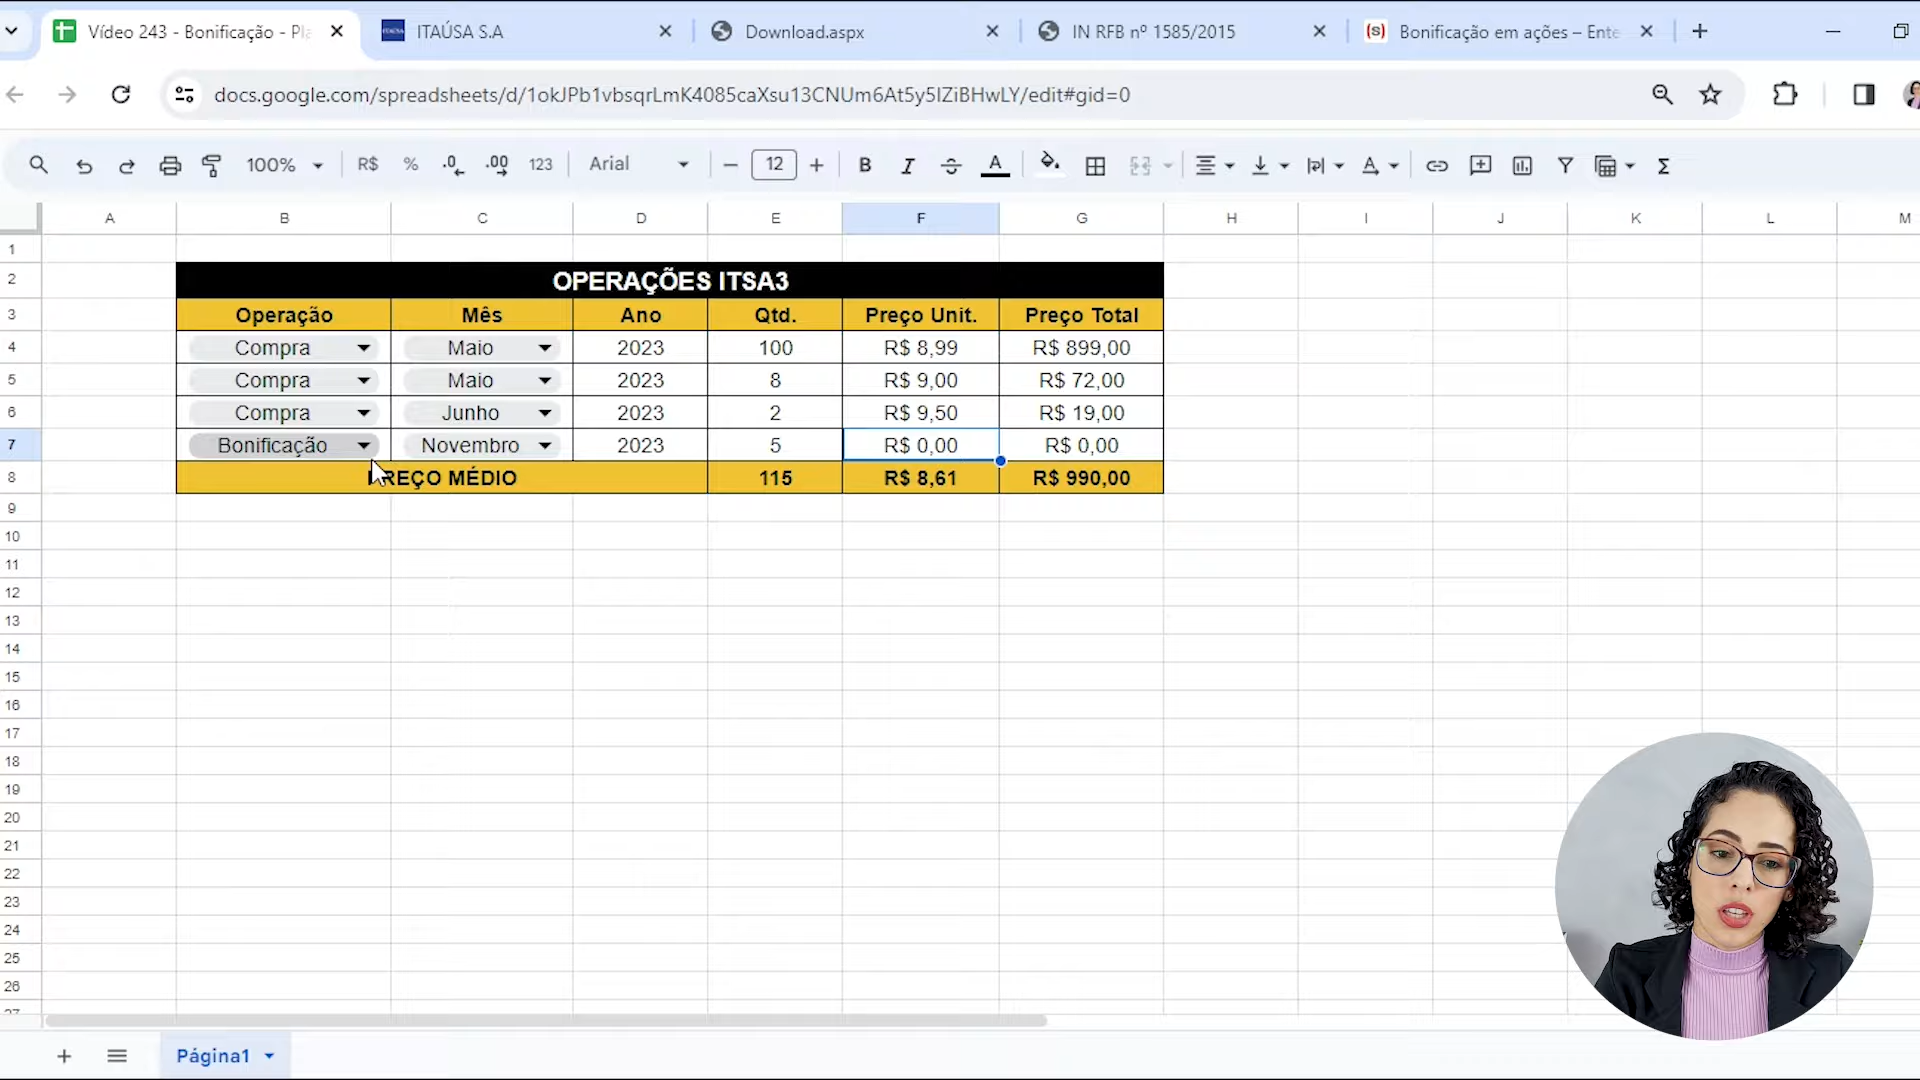 Vídeo 243 - Bonificação - Pla
ITAÚSA S.A
Download.aspx
IN RFB nº 1585/2015
(s) Bonificação em ações – Ente
docs.google.com/spreadsheets/d/1okJPb1vbsqrLmK4085caXsu13CNUm6At5y5IZiBHwLY/edit#gid=0
100% R$ % .0 .00 123 Arial 12 B I A
A B C D E F G H I J K L M
1
2 OPERAÇÕES ITSA3
3 Operação Mês Ano Qtd. Preço Unit. Preço Total
4 Compra Maio 2023 100 R$ 8,99 R$ 899,00
5 Compra Maio 2023 8 R$ 9,00 R$ 72,00
6 Compra Junho 2023 2 R$ 9,50 R$ 19,00
7 Bonificação Novembro 2023 5 R$ 0,00 R$ 0,00
8 PREÇO MÉDIO 115 R$ 8,61 R$ 990,00
9
10
11
12
13
14
15
16
17
18
19
20
21
22
23
24
25
26
27
Página1